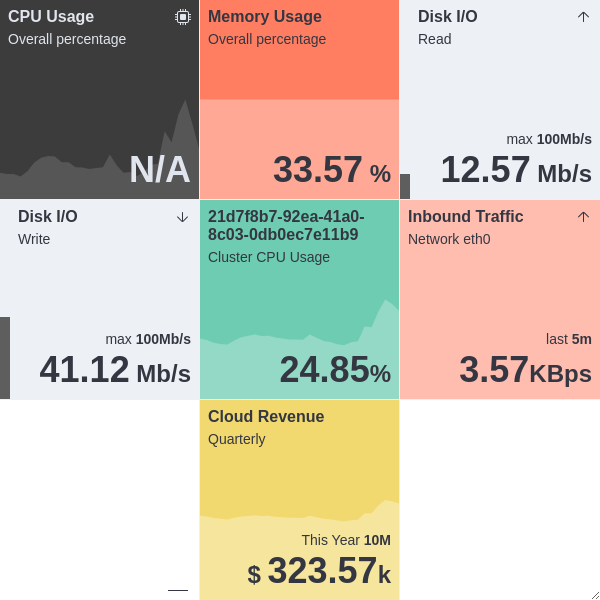 CPU Usage
Overall percentage
N/A
Memory Usage
Overall percentage
33.57 %
Disk I/O
Read
max 100Mb/s
12.57 Mb/s
Disk I/O
Write
max 100Mb/s
41.12 Mb/s
21d7f8b7-92ea-41a0-
8c03-0db0ec7e11b9
Cluster CPU Usage
24.85%
Inbound Traffic
Network eth0
last 5m
3.57KBps
Cloud Revenue
Quarterly
This Year 10M
$ 323.57k